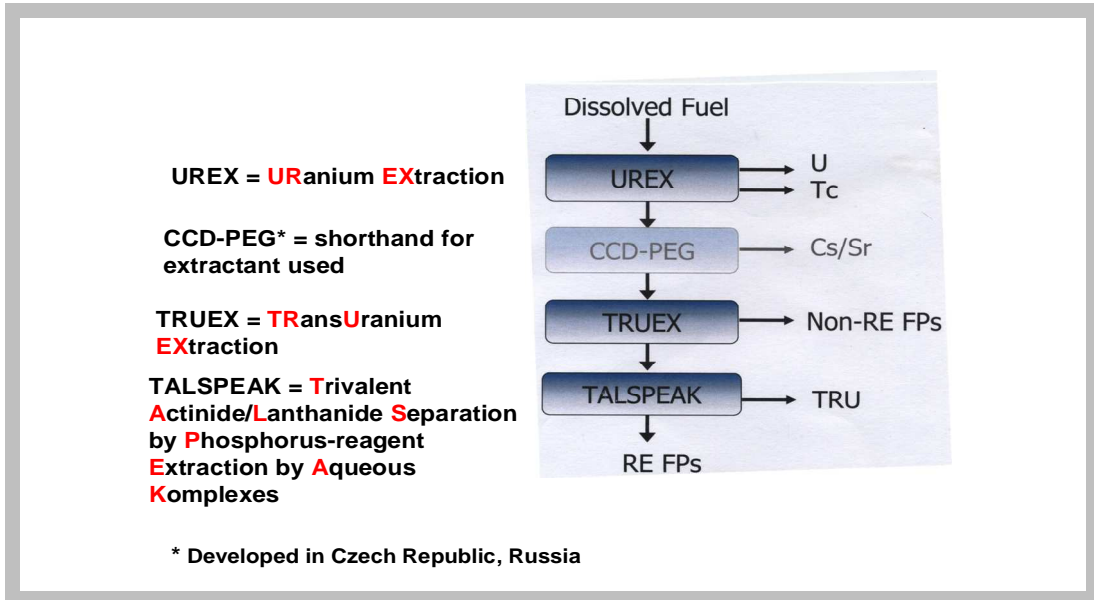 Dissolved Fuel
UREX = URanium EXtraction
UREX
U
Tc
CCD-PEG* = shorthand for
extractant used
CCD-PEG
Cs/Sr
TRUEX = TRansUranium
EXtraction
TRUEX
Non-RE FPs
TALSPEAK = Trivalent
Actinide/Lanthanide Separation
by Phosphorus-reagent
Extraction by Aqueous
Komplexes
TALSPEAK
TRU
RE FPs
* Developed in Czech Republic, Russia